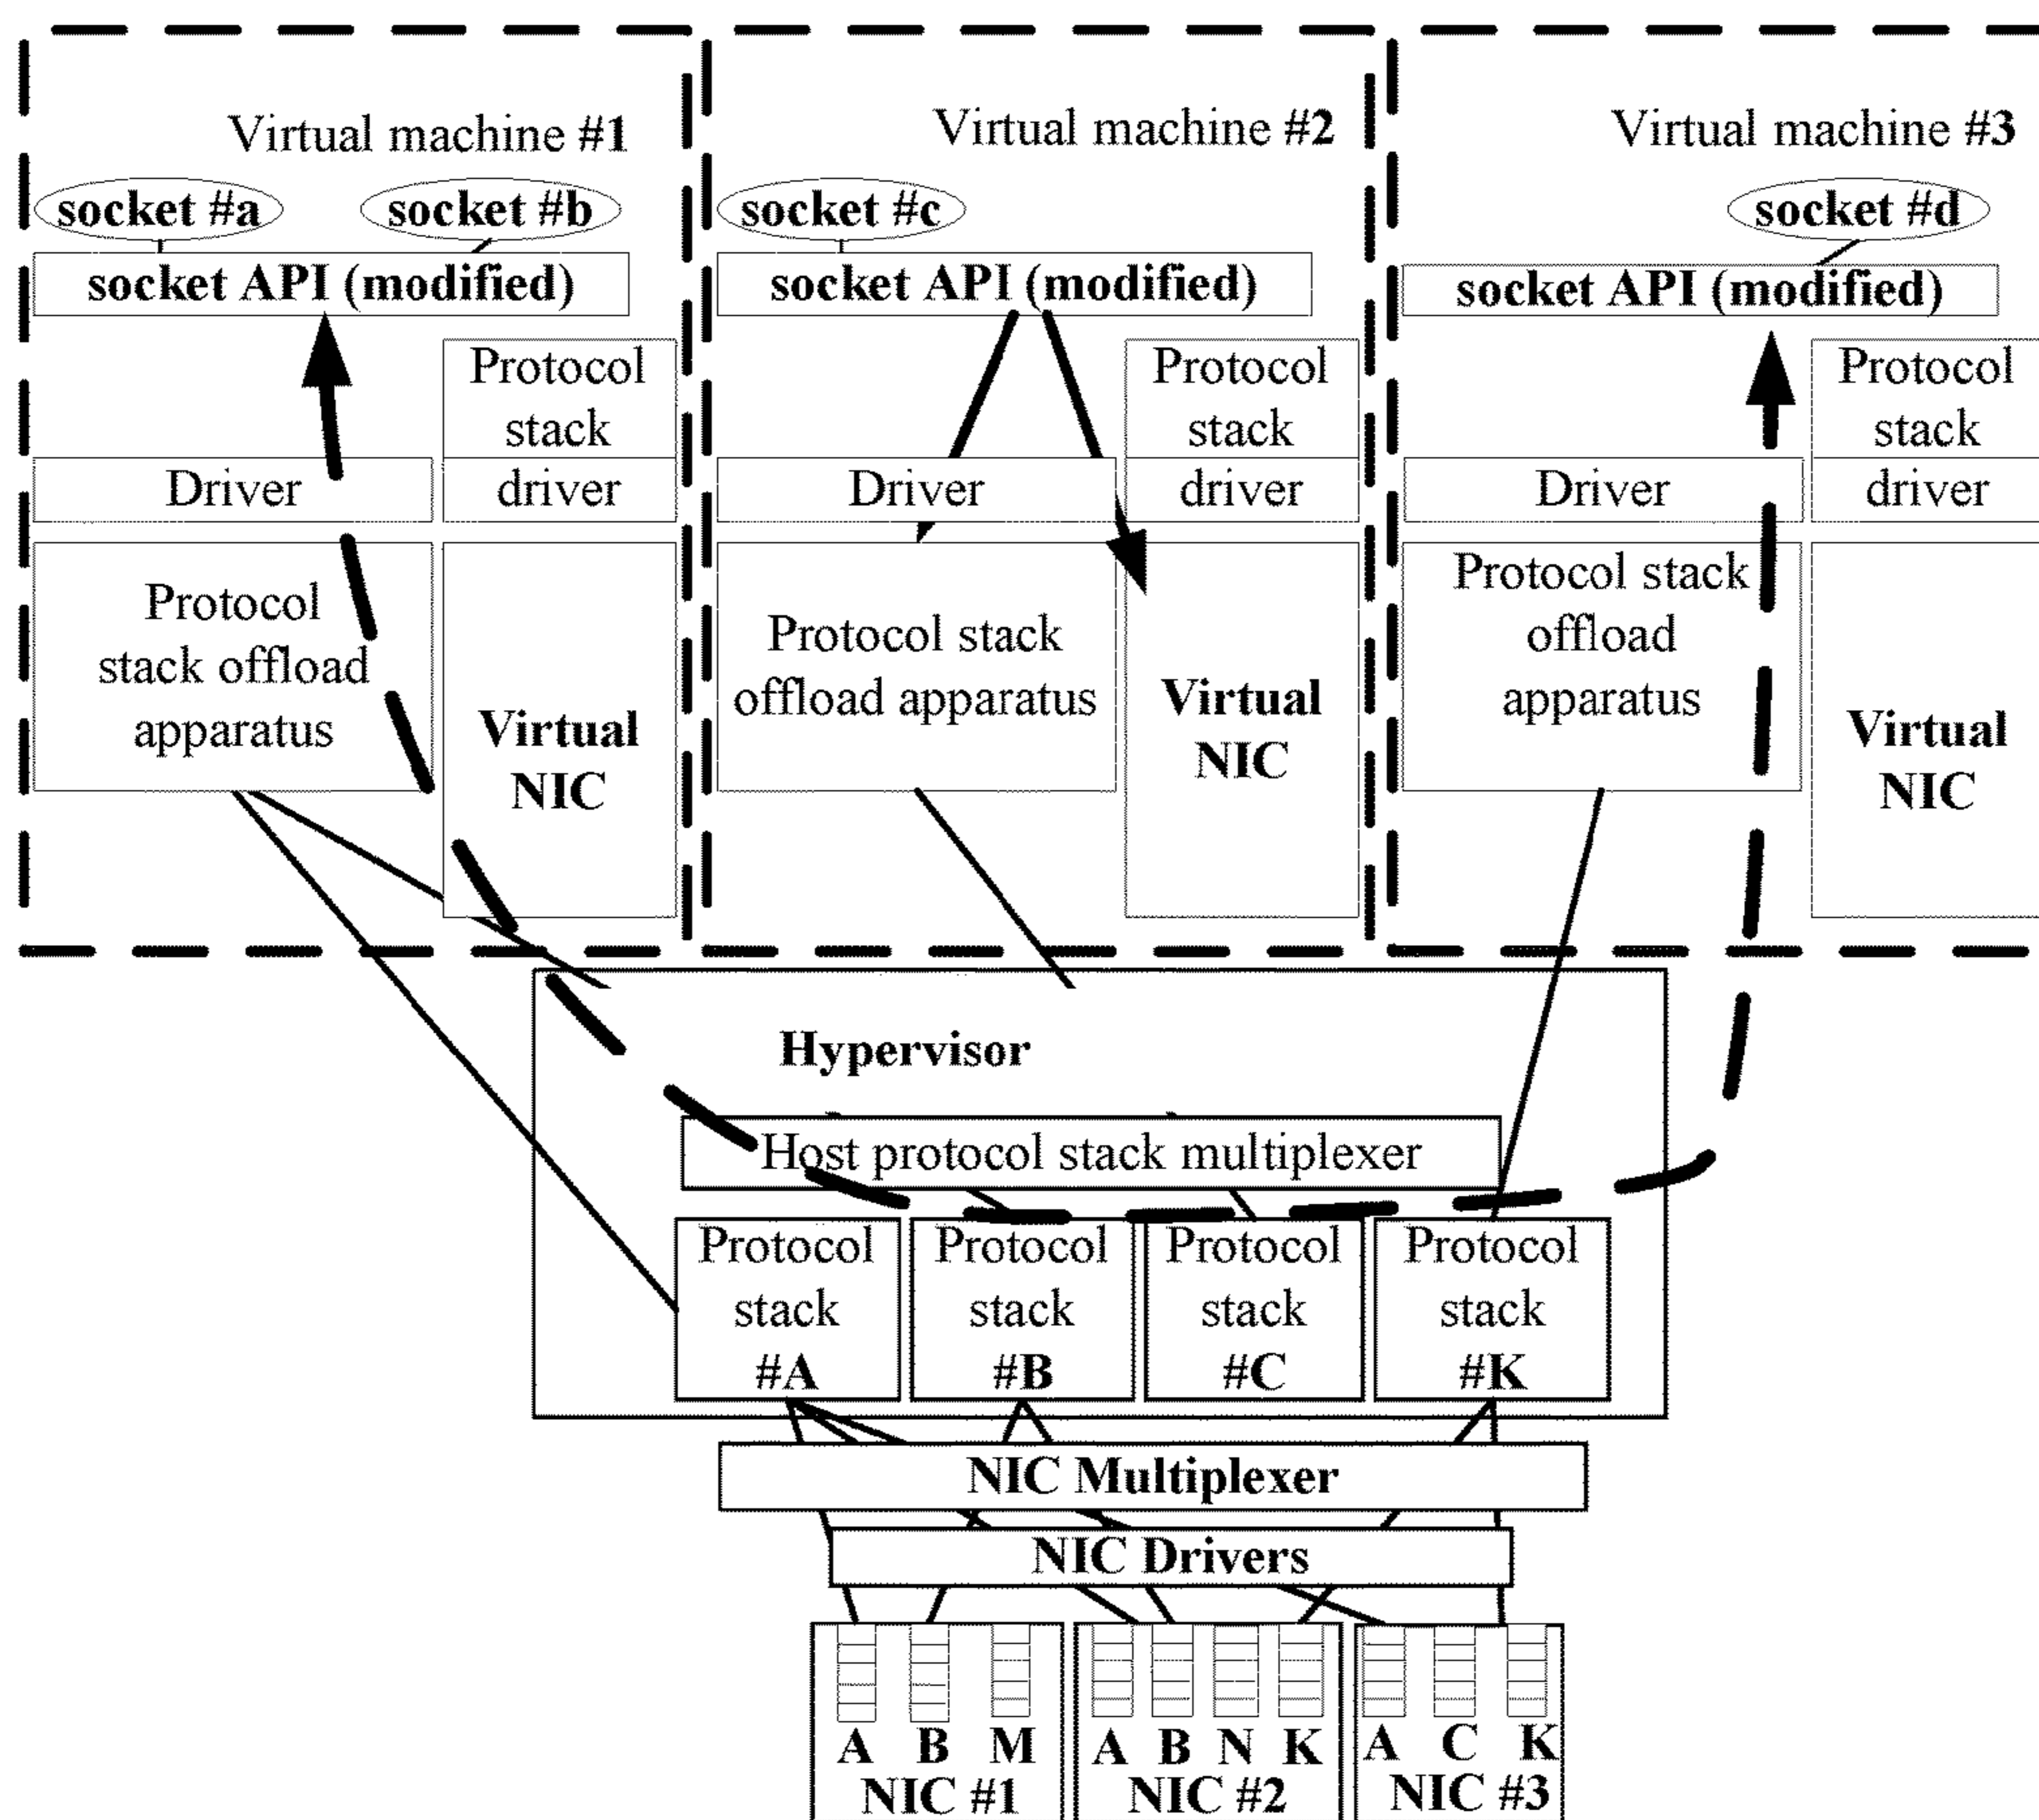 Virtual machine #1
socket #a
socket #b
socket API (modified)
Protocol
stack
Driver
driver
Protocol
stack offload
apparatus
Virtual
NIC
Virtual machine #2
socket #c
socket API (modified)
Protocol
stack
Driver
driver
Protocol stack
offload apparatus
Virtual
NIC
Virtual machine #3
socket #d
socket API (modified)
Protocol
stack
Driver
driver
Protocol stack
offload
apparatus
Virtual
NIC
Hypervisor
Host protocol stack multiplexer
Protocol
stack
#A
Protocol
stack
#B
Protocol
stack
#C
Protocol
stack
#K
NIC Multiplexer
NIC Drivers
A B M
NIC #1
A B N K
NIC #2
A C K
NIC #3